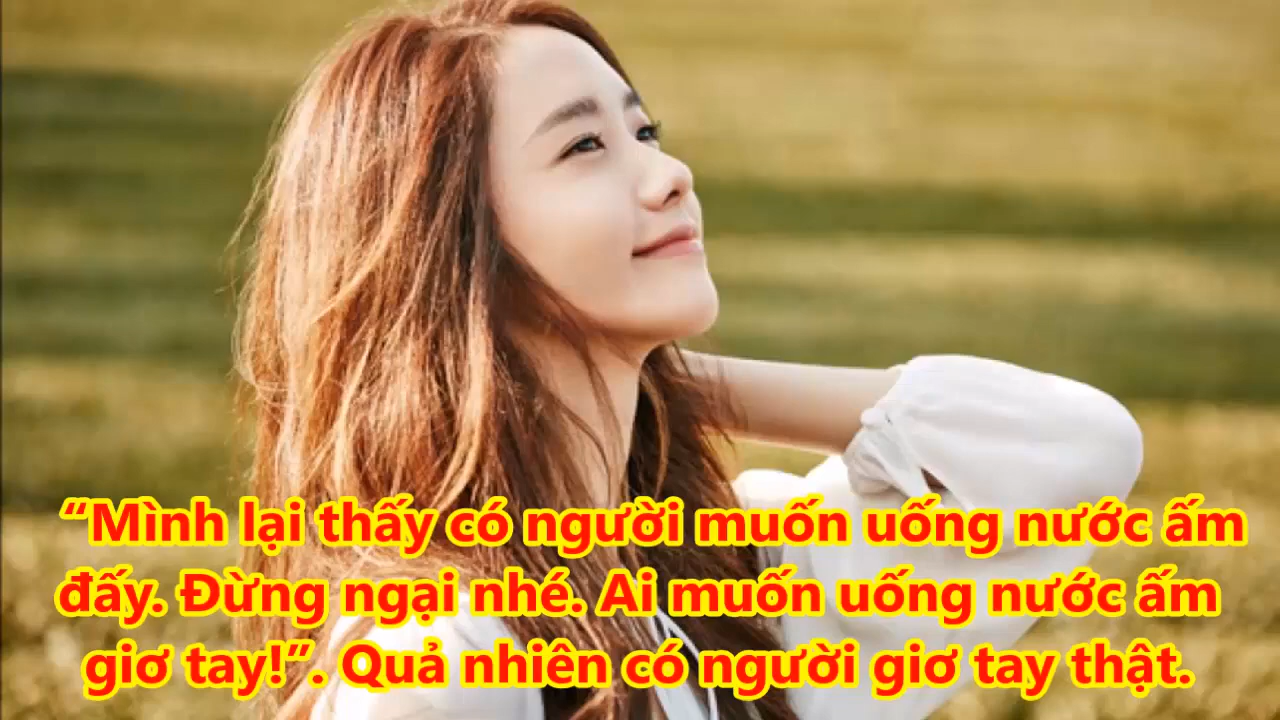 “Mình lại thấy có người muốn uống nước ấm
đấy. Đừng ngại nhé. Ai muốn uống nước ấm
giơ tay!”. Quả nhiên có người giơ tay thật.